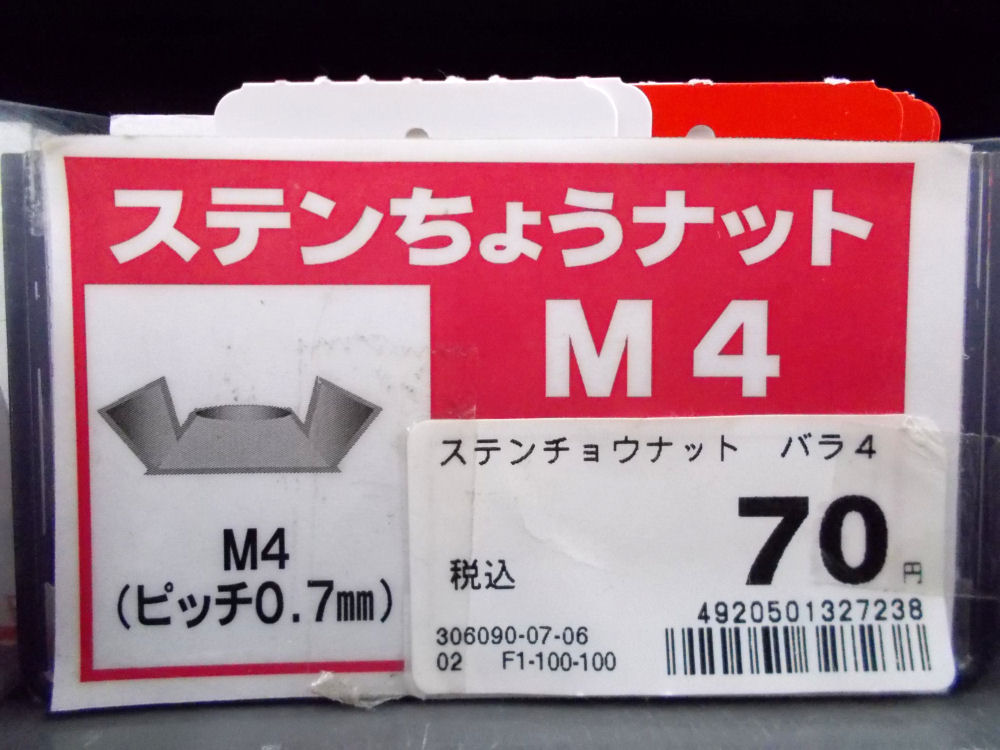 ステンちょうナット
M4
M4
(ピッチ0.7mm)
ステンチョウナット バラ4
70円
税込
4920501327238
306090-07-06
02 F1-100-100